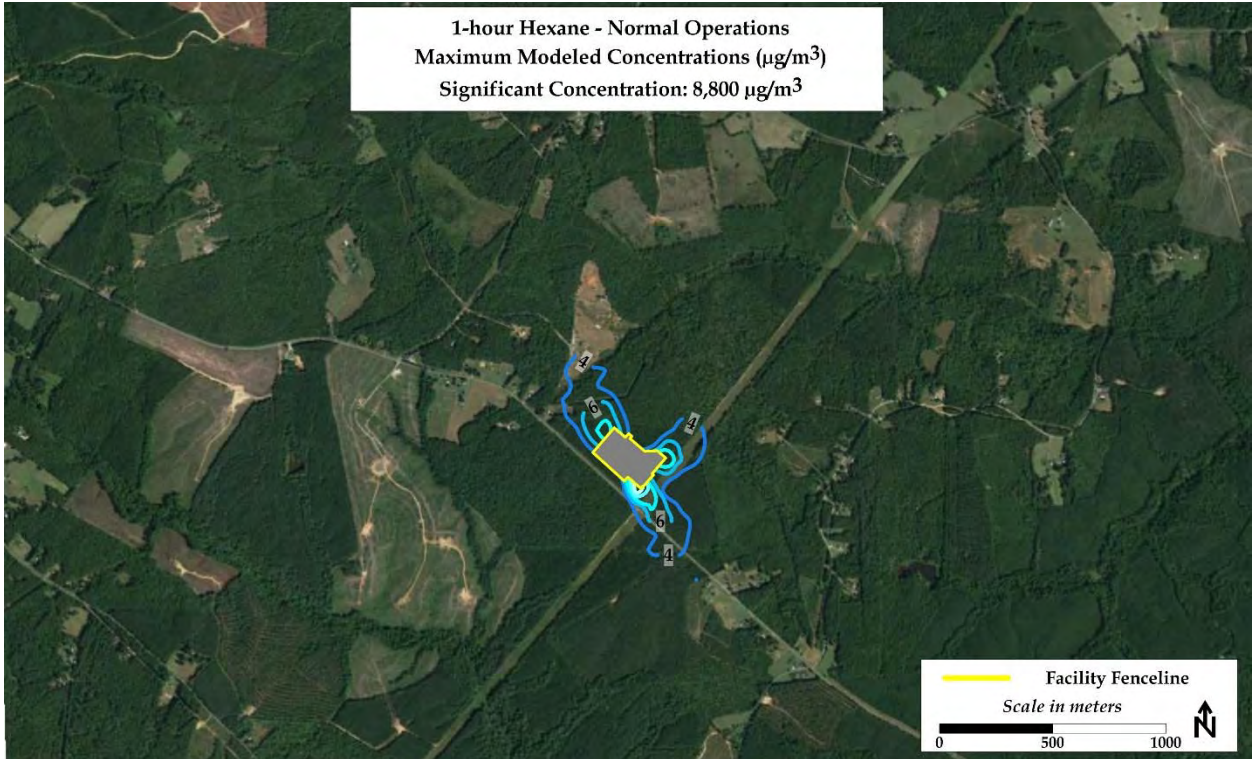 1-hour Hexane - Normal Operations
Maximum Modeled Concentrations (µg/m³)
Significant Concentration: 8,800 µg/m³
4
6
4
6
4
Facility Fenceline
Scale in meters
N
0 500 1000